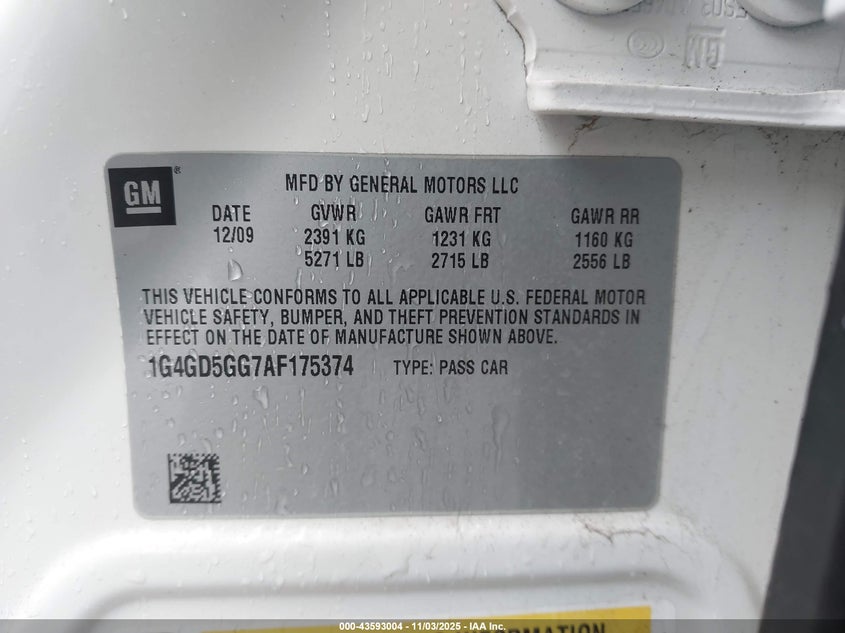 GM
GM ®
MFD BY GENERAL MOTORS LLC
DATE GVWR GAWR FRT GAWR RR
12/09 2391 KG 1231 KG 1160 KG
5271 LB 2715 LB 2556 LB
THIS VEHICLE CONFORMS TO ALL APPLICABLE U.S. FEDERAL MOTOR
VEHICLE SAFETY, BUMPER, AND THEFT PREVENTION STANDARDS IN
EFFECT ON THE DATE OF MANUFACTURE SHOWN ABOVE.
1G4GD5GG7AF175374 TYPE: PASS CAR
000-43593004 - 11/03/2025 - IAA Inc.